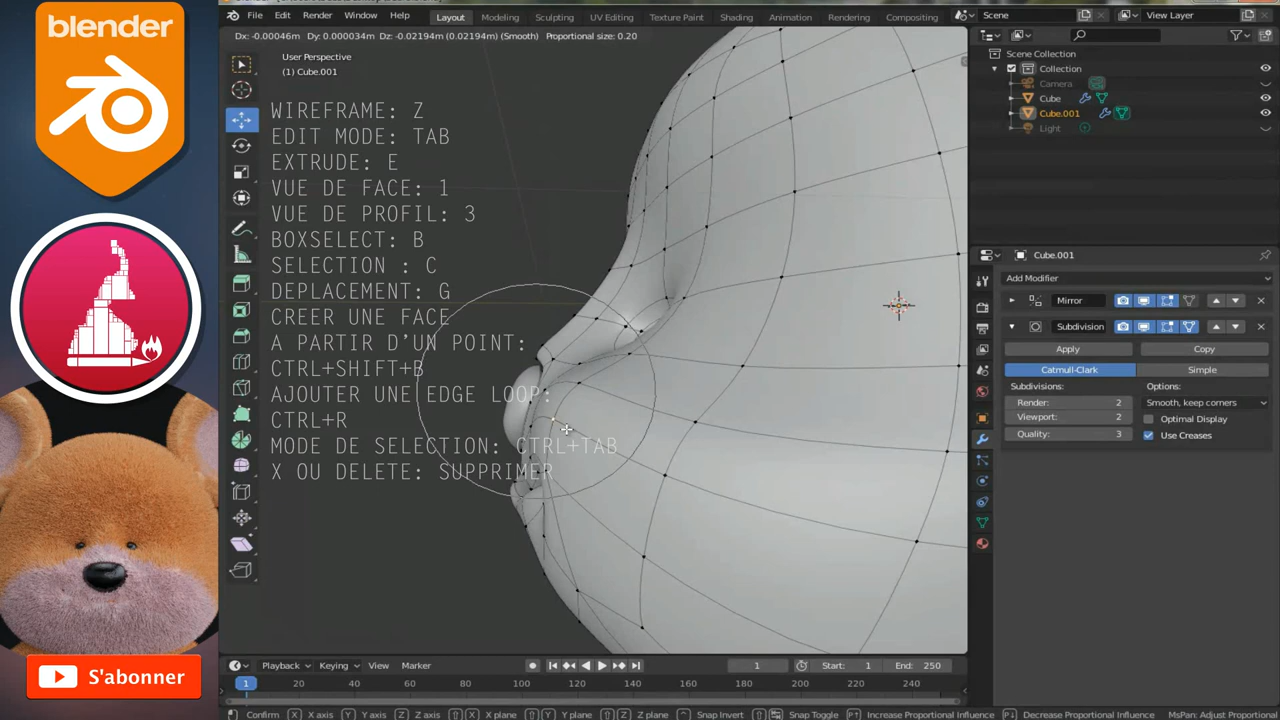 blender
S'abonner
File Edit Render Window Help
Layout Modeling Sculpting UV Editing Texture Paint Shading Animation Rendering Compositing
Scene
View Layer
Dx: -0.00046m Dy: 0.000034m Dz: -0.02194m (0.02194m) (Smooth) Proportional size: 0.20
User Perspective
(1) Cube.001
WIREFRAME: Z
EDIT MODE: TAB
EXTRUDE: E
VUE DE FACE: 1
VUE DE PROFIL: 3
BOXSELECT: B
SELECTION : C
DEPLACEMENT: G
CREER UNE FACE
A PARTIR D'UN POINT:
CTRL+SHIFT+B
AJOUTER UNE EDGE LOOP:
CTRL+R
MODE DE SELECTION: CTRL+TAB
X OU DELETE: SUPPRIMER
Scene Collection
Collection
Camera
Cube
Cube.001
Light
Cube.001
Add Modifier
Mirror
Subdivision
Apply Copy
Catmull-Clark Simple
Subdivisions: Options:
Render: 2 Smooth, keep corners
Viewport: 2 Optimal Display
Quality: 3 Use Creases
Playback Keying View Marker
1 Start: 1 End: 250
1 20 40 60 80 100 120 140 160 180 200 220 240
Confirm X X axis Y Y axis Z Z axis X X plane Y Y plane Z Z plane Snap Invert Snap Toggle Increase Proportional Influence Decrease Proportional Influence MsPan: Adjust Proportional